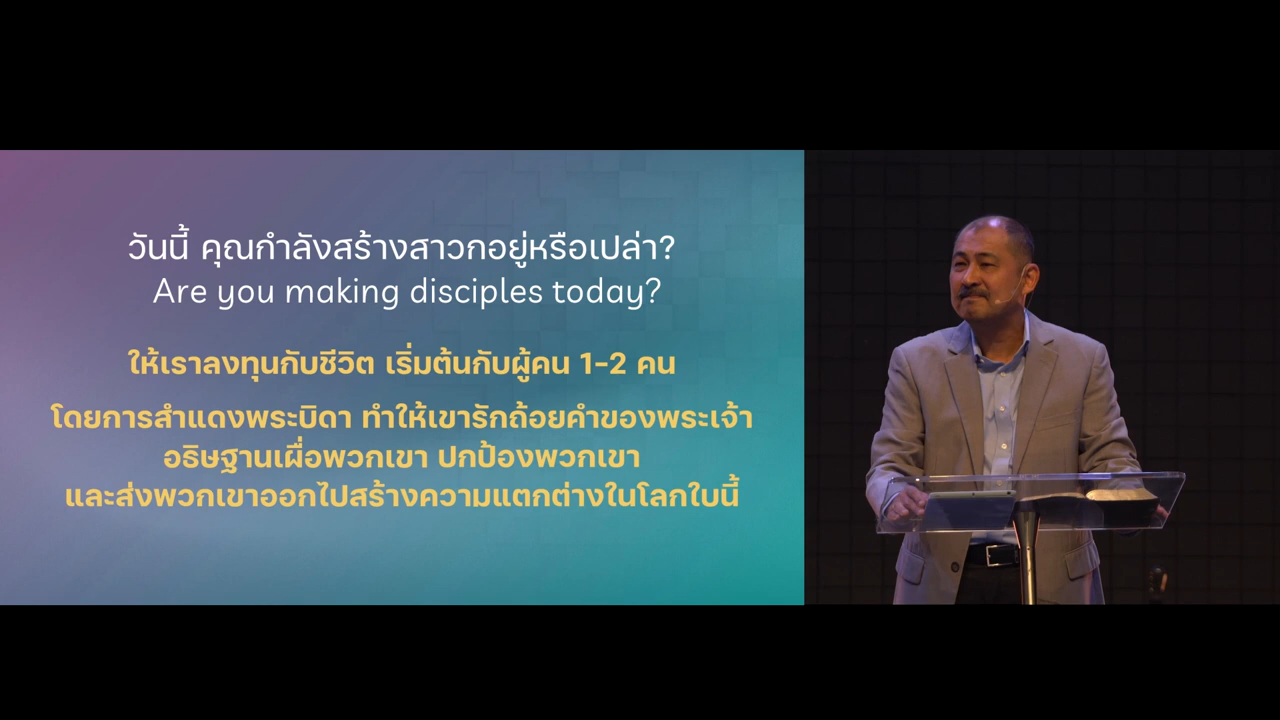 วันนี้ คุณกำลังสร้างสาวกอยู่หรือเปล่า?
Are you making disciples today?
ให้เราลงทุนกับชีวิต เริ่มต้นกับผู้คน 1-2 คน
โดยการสำแดงพระบิดา ทำให้เขารักถ้อยคำของพระเจ้า
อธิษฐานเผื่อพวกเขา ปกป้องพวกเขา
และส่งพวกเขาออกไปสร้างความแตกต่างในโลกใบนี้